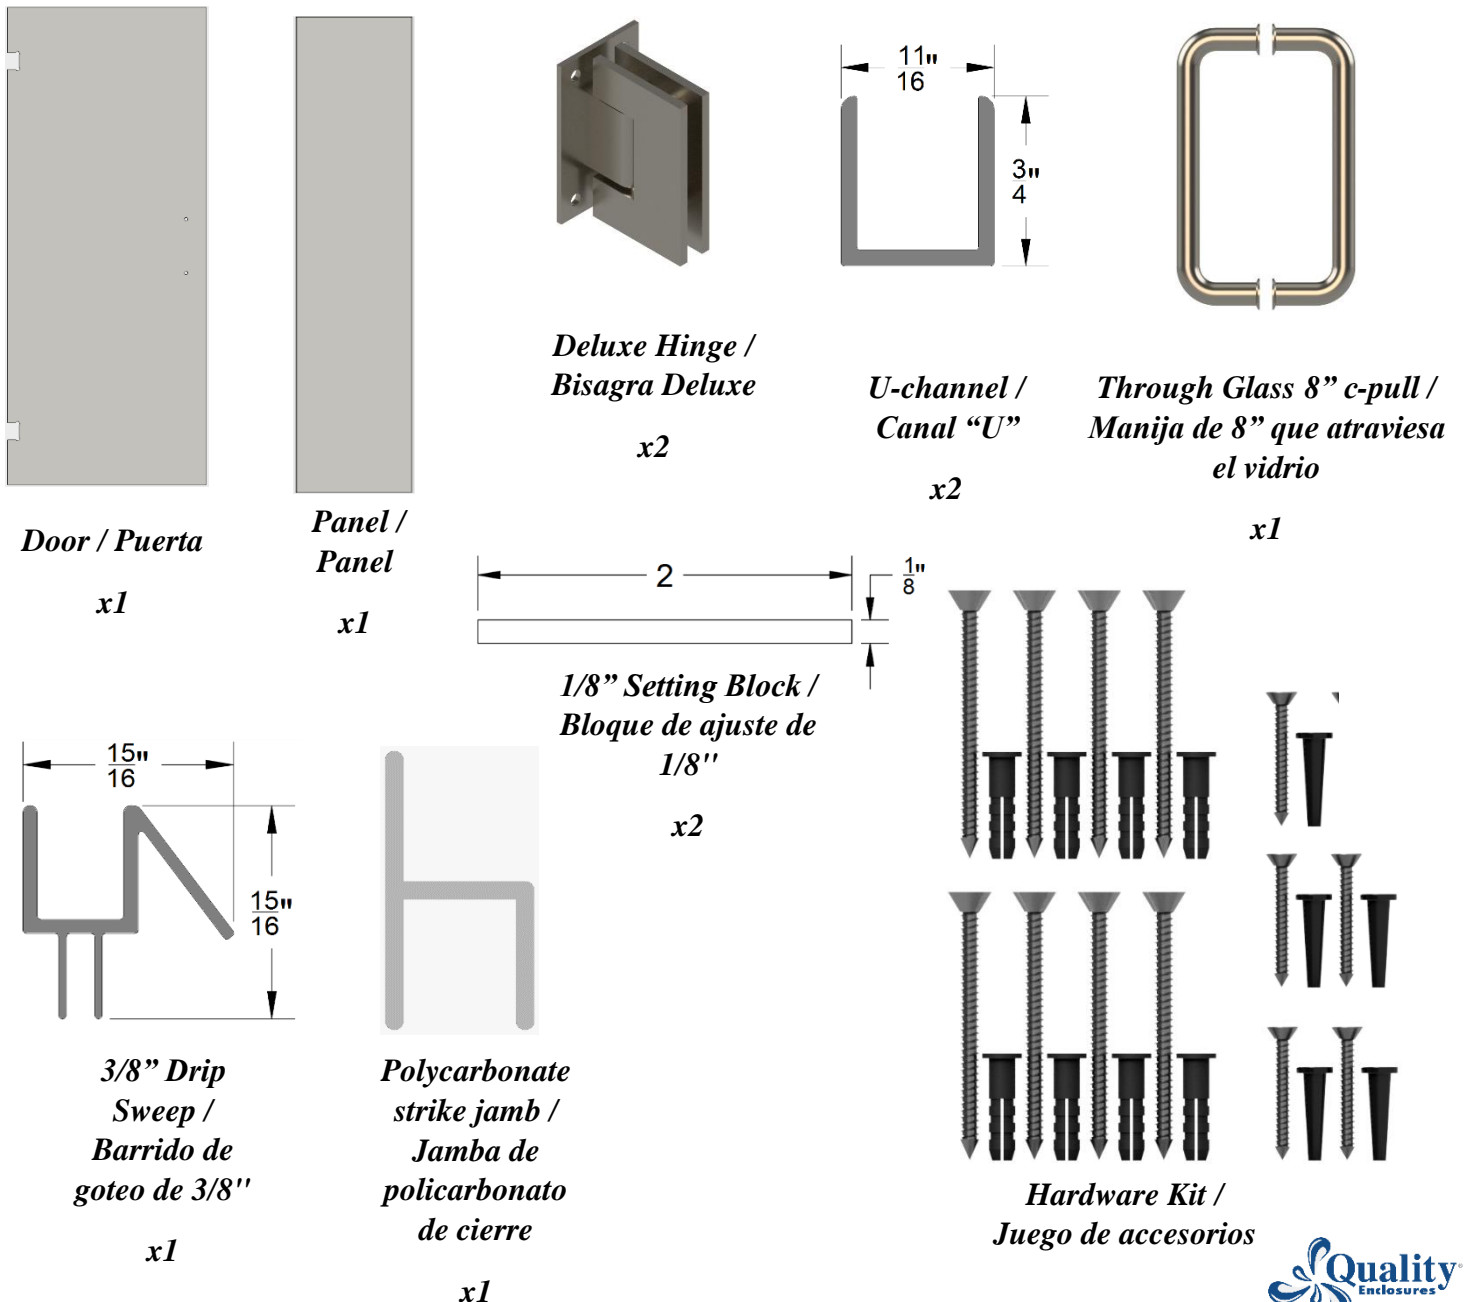 11"
16
3"
4
Deluxe Hinge /
Bisagra Deluxe
x2
U-channel /
Canal “U”
x2
Through Glass 8” c-pull /
Manija de 8” que atraviesa
el vidrio
x1
Door / Puerta
x1
Panel /
Panel
x1
2
1"
8
1/8” Setting Block /
Bloque de ajuste de
1/8"
x2
15"
16
15"
16
3/8” Drip
Sweep /
Barrido de
goteo de 3/8"
x1
Polycarbonate
strike jamb /
Jamba de
policarbonato
de cierre
x1
Hardware Kit /
Juego de accesorios
Quality
Enclosures